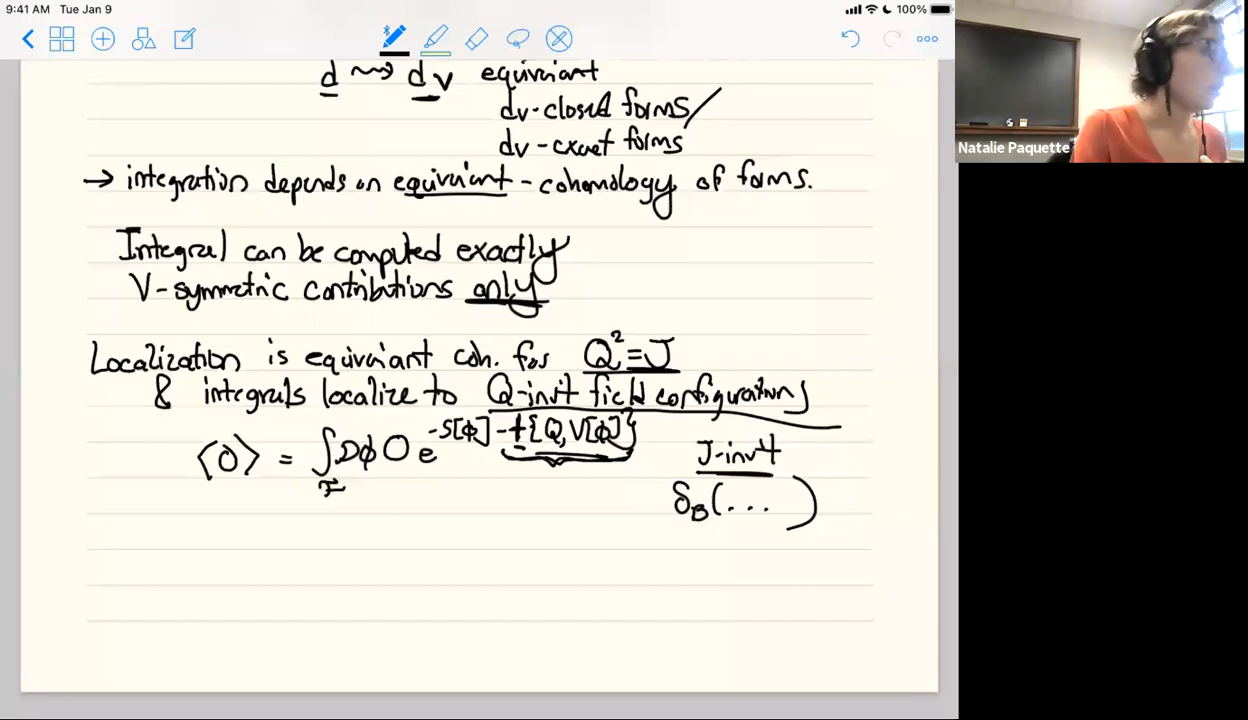 9:41 AM Tue Jan 9
100%
Natalie Paquette
d ⇝ d_V equivariant
dv-closed forms/
dv-exact forms
→ integration depends on equivariant-cohomology of forms.
Integral can be computed exactly
V-symmetric contributions only
Localization is equivariant coh. for Q² = J
& integrals localize to Q-inv't field configurations
⟨O⟩ = ∫_F Dϕ O e^{-S[ϕ] - t{Q, V[ϕ]}}
J-inv't
δ_B(...)